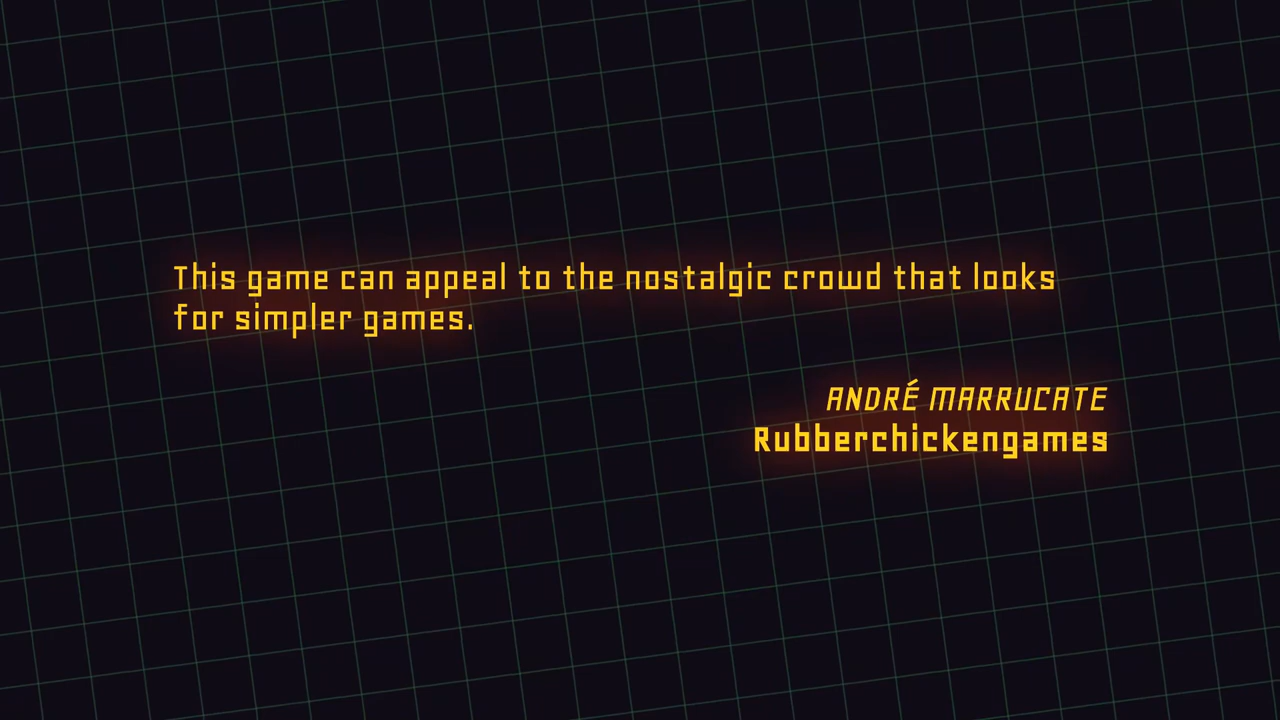 This game can appeal to the nostalgic crowd that looks
for simpler games.
ANDRÉ MARRUCATE
Rubberchickengames